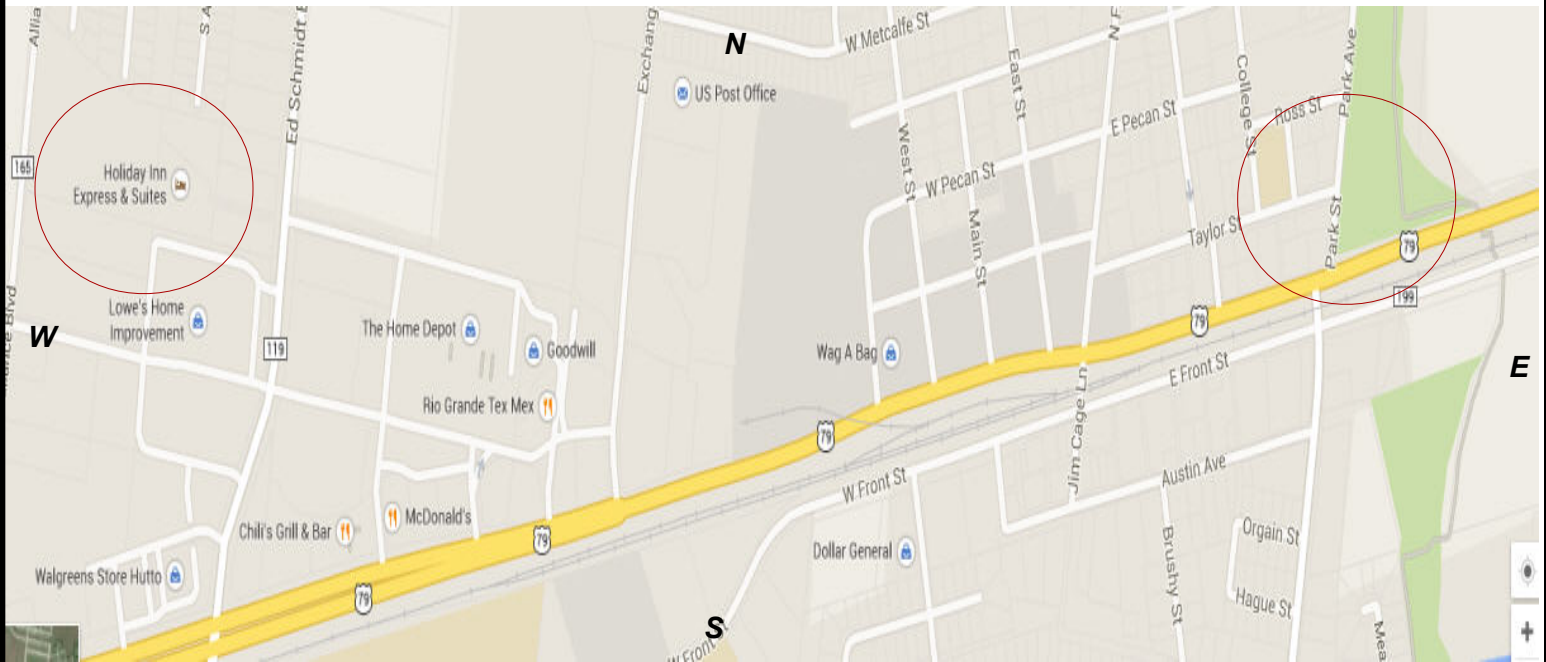 Allia
S A
Ed Schmidt B
Exchang
N
W Metcalfe St
N F
East St
College St
Park Ave
US Post Office
Ross St
E Pecan St
West St
165
Holiday Inn
Express & Suites
W Pecan St
Main St
Taylor St
Park St
79
199
Lowe's Home
Improvement
W
119
The Home Depot
Goodwill
Wag A Bag
79
E Front St
E
Rio Grande Tex Mex
79
Jim Cage Ln
W Front St
Austin Ave
McDonald's
Chili's Grill & Bar
79
Dollar General
Brushy St
Orgain St
Walgreens Store Hutto
79
Hague St
S
W Front
Mea
+